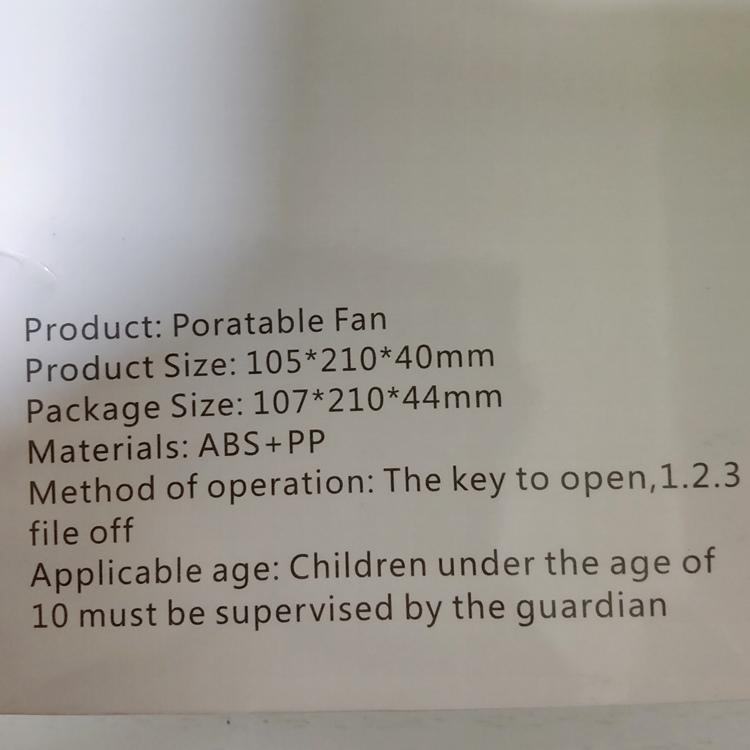 Product: Poratable Fan
Product Size: 105*210*40mm
Package Size: 107*210*44mm
Materials: ABS+PP
Method of operation: The key to open,1.2.3
file off
Applicable age: Children under the age of
10 must be supervised by the guardian